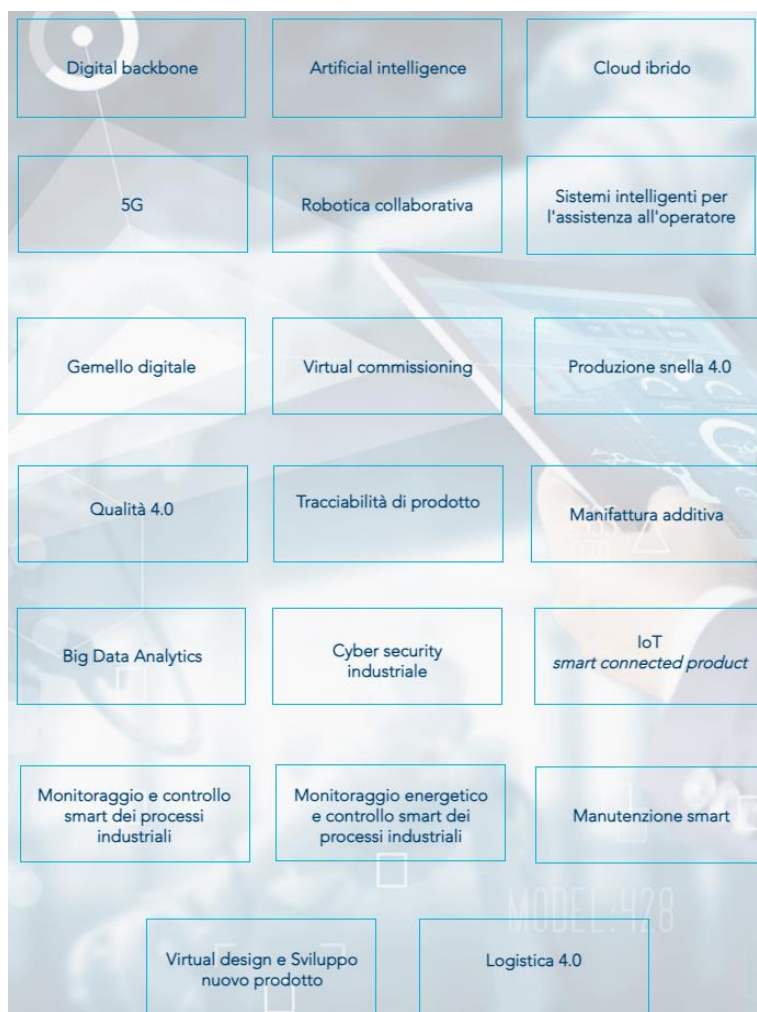 Digital backbone
Artificial intelligence
Cloud ibrido
5G
Robotica collaborativa
Sistemi intelligenti per
l'assistenza all'operatore
Gemello digitale
Virtual commissioning
Produzione snella 4.0
Qualità 4.0
Tracciabilità di prodotto
Manifattura additiva
Big Data Analytics
Cyber security
industriale
IoT
smart connected product
Monitoraggio e controllo
smart dei processi
industriali
Monitoraggio energetico
e controllo smart dei
processi industriali
Manutenzione smart
MODEL:428
Virtual design e Sviluppo
nuovo prodotto
Logistica 4.0